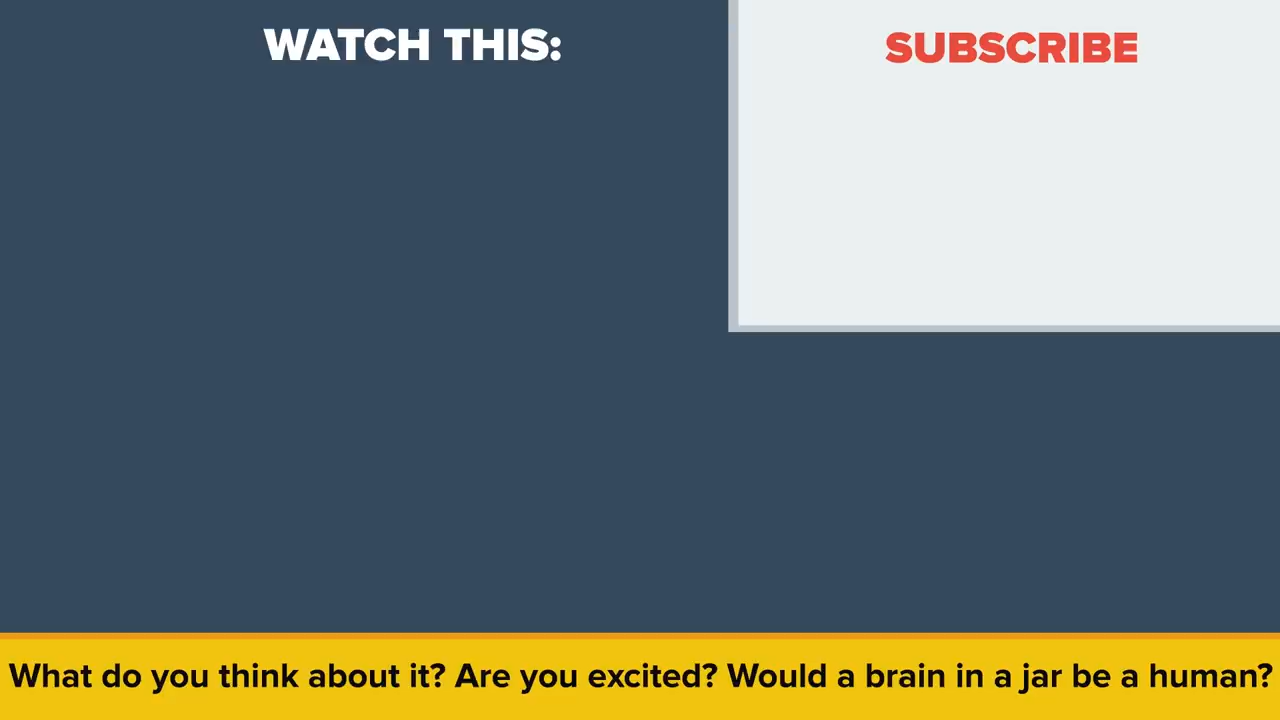 WATCH THIS:
SUBSCRIBE
What do you think about it? Are you excited? Would a brain in a jar be a human?